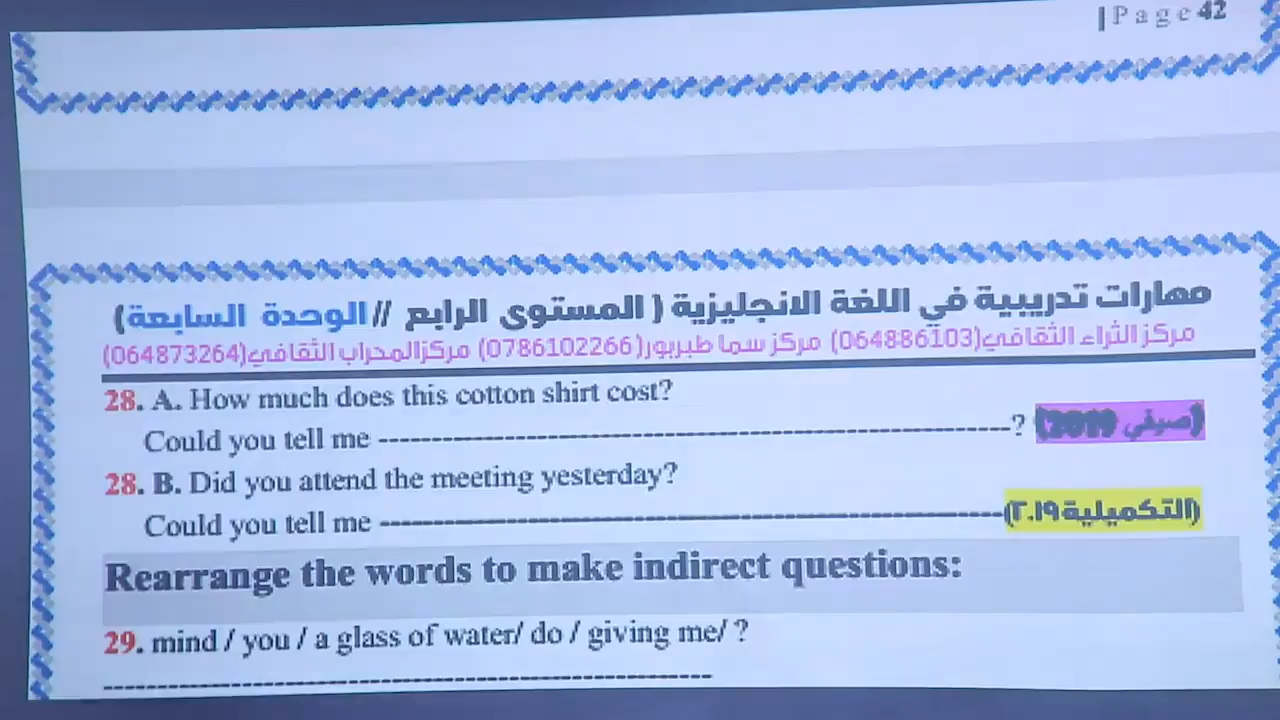 | P a g e 42
مهارات تدريبية في اللغة الانجليزية ( المستوى الرابع // الوحدة السابعة)
مركز الثراء الثقافي(064886103) مركز سما طبربور(0786102266) مركزالمحراب الثقافي(064873264)
28. A. How much does this cotton shirt cost?
Could you tell me ------------------------------------------------------------? (صيفي 2019)
28. B. Did you attend the meeting yesterday?
Could you tell me ------------------------------------------------------------(التكميلية٢.١٩)
Rearrange the words to make indirect questions:
29. mind / you / a glass of water/ do / giving me/ ?
------------------------------------------------------------